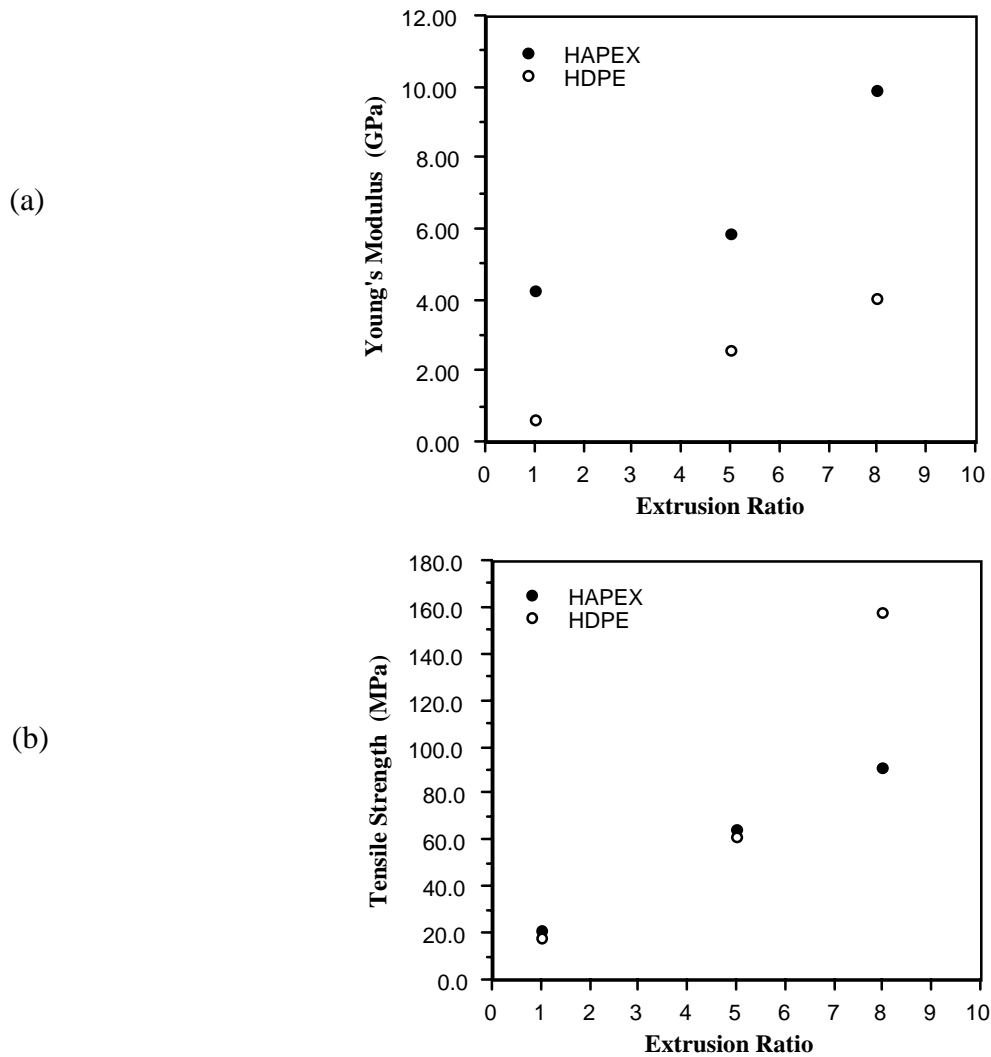 (a)
Young's Modulus (GPa)
12.00
10.00
8.00
6.00
4.00
2.00
0.00
HAPEX
HDPE
0 1 2 3 4 5 6 7 8 9 10
Extrusion Ratio
(b)
Tensile Strength (MPa)
180.0
160.0
140.0
120.0
100.0
80.0
60.0
40.0
20.0
0.0
HAPEX
HDPE
0 1 2 3 4 5 6 7 8 9 10
Extrusion Ratio